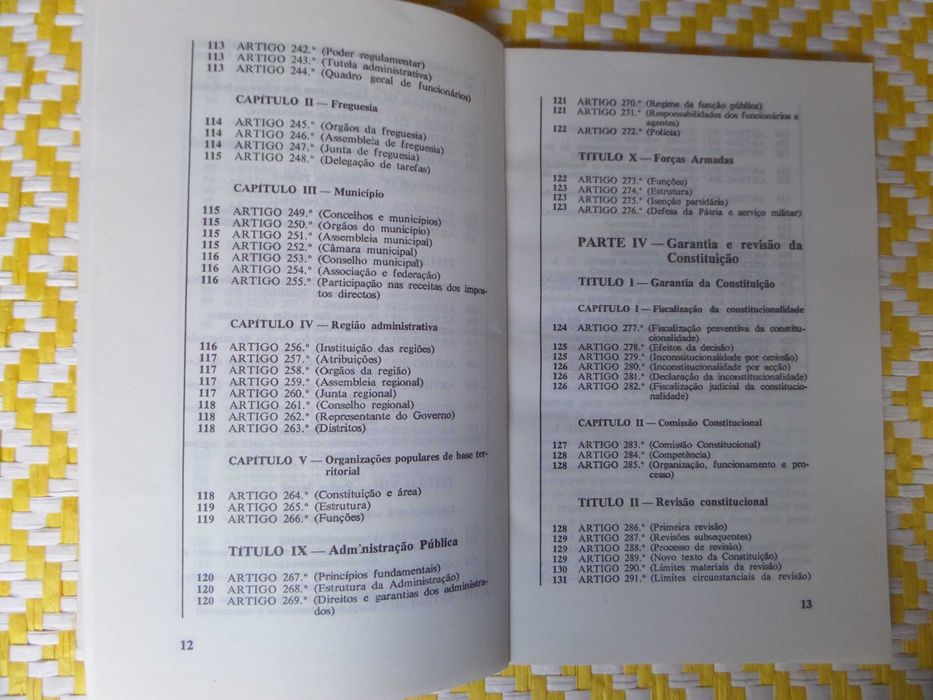 113 ARTIGO 242.º (Poder regulamentar)
113 ARTIGO 243.º (Tutela administrativa)
113 ARTIGO 244.º (Quadro geral de funcionários)
CAPÍTULO II — Freguesia
114 ARTIGO 245.º (Órgãos da freguesia)
114 ARTIGO 246.º (Assembleia de freguesia)
114 ARTIGO 247.º (Junta de freguesia)
115 ARTIGO 248.º (Delegação de tarefas)
CAPÍTULO III — Município
115 ARTIGO 249.º (Concelhos e municípios)
115 ARTIGO 250.º (Órgãos do município)
115 ARTIGO 251.º (Assembleia municipal)
115 ARTIGO 252.º (Câmara municipal)
116 ARTIGO 253.º (Conselho municipal)
116 ARTIGO 254.º (Associação e federação)
116 ARTIGO 255.º (Participação nas receitas dos impos-
tos directos)
CAPÍTULO IV — Região administrativa
116 ARTIGO 256.º (Instituição das regiões)
117 ARTIGO 257.º (Atribuições)
117 ARTIGO 258.º (Órgãos da região)
117 ARTIGO 259.º (Assembleia regional)
117 ARTIGO 260.º (Junta regional)
118 ARTIGO 261.º (Conselho regional)
118 ARTIGO 262.º (Representante do Governo)
118 ARTIGO 263.º (Distritos)
CAPÍTULO V — Organizações populares de base ter-
ritorial
118 ARTIGO 264.º (Constituição e área)
119 ARTIGO 265.º (Estrutura)
119 ARTIGO 266.º (Funções)
TÍTULO IX — Administração Pública
120 ARTIGO 267.º (Princípios fundamentais)
120 ARTIGO 268.º (Estrutura da Administração)
120 ARTIGO 269.º (Direitos e garantias dos administra-
dos)
12
121 ARTIGO 270.º (Regime da função pública)
121 ARTIGO 271.º (Responsabilidades dos funcionários e
agentes)
122 ARTIGO 272.º (Polícia)
TÍTULO X — Forças Armadas
122 ARTIGO 273.º (Funções)
123 ARTIGO 274.º (Estrutura)
123 ARTIGO 275.º (Isenção partidária)
123 ARTIGO 276.º (Defesa da Pátria e serviço militar)
PARTE IV — Garantia e revisão da
Constituição
TÍTULO I — Garantia da Constituição
CAPÍTULO I — Fiscalização da constitucionalidade
124 ARTIGO 277.º (Fiscalização preventiva da constitu-
cionalidade)
125 ARTIGO 278.º (Efeitos da decisão)
125 ARTIGO 279.º (Inconstitucionalidade por omissão)
126 ARTIGO 280.º (Inconstitucionalidade por acção)
126 ARTIGO 281.º (Declaração da inconstitucionalidade)
126 ARTIGO 282.º (Fiscalização judicial da constitucio-
nalidade)
CAPÍTULO II — Comissão Constitucional
127 ARTIGO 283.º (Comissão Constitucional)
128 ARTIGO 284.º (Competência)
128 ARTIGO 285.º (Organização, funcionamento e pro-
cesso)
TÍTULO II — Revisão constitucional
128 ARTIGO 286.º (Primeira revisão)
129 ARTIGO 287.º (Revisões subsequentes)
129 ARTIGO 288.º (Processo de revisão)
129 ARTIGO 289.º (Novo texto da Constituição)
130 ARTIGO 290.º (Limites materiais da revisão)
131 ARTIGO 291.º (Limites circunstanciais da revisão)
13